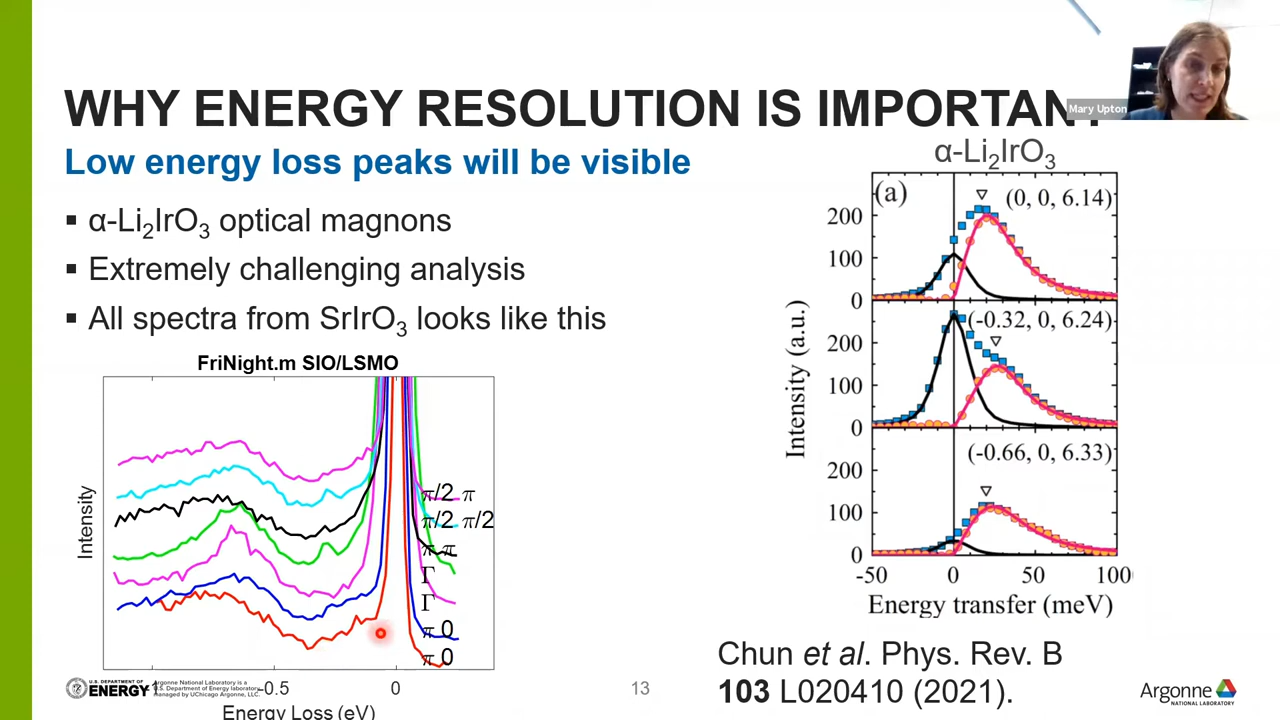 WHY ENERGY RESOLUTION IS IMPORTANT
Mary Upton
Low energy loss peaks will be visible
▪ α-Li₂IrO₃ optical magnons
▪ Extremely challenging analysis
▪ All spectra from SrIrO₃ looks like this
FriNight.m SIO/LSMO
Intensity
π/2 π
π/2 π/2
π π
Γ
Γ
π 0
π 0
-1 -0.5 0
Energy Loss (eV)
α-Li₂IrO₃
(a)
(0, 0, 6.14)
200
100
0
(-0.32, 0, 6.24)
200
100
0
(-0.66, 0, 6.33)
200
100
0
Intensity (a.u.)
-50 0 50 100
Energy transfer (meV)
Chun et al. Phys. Rev. B
103 L020410 (2021).
U.S. DEPARTMENT OF
ENERGY
Argonne National Laboratory is a
U.S. Department of Energy laboratory
managed by UChicago Argonne, LLC.
13
Argonne
NATIONAL LABORATORY